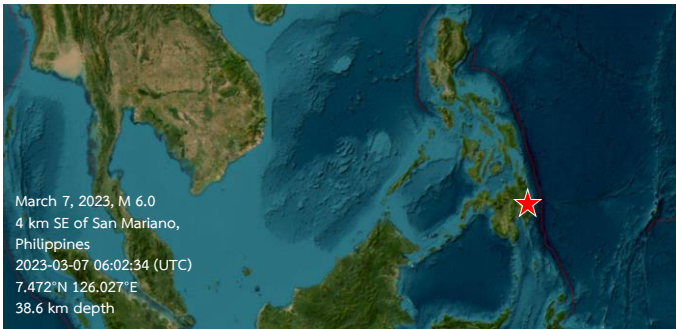 March 7, 2023, M 6.0
4 km SE of San Mariano,
Philippines
2023-03-07 06:02:34 (UTC)
7.472°N 126.027°E
38.6 km depth